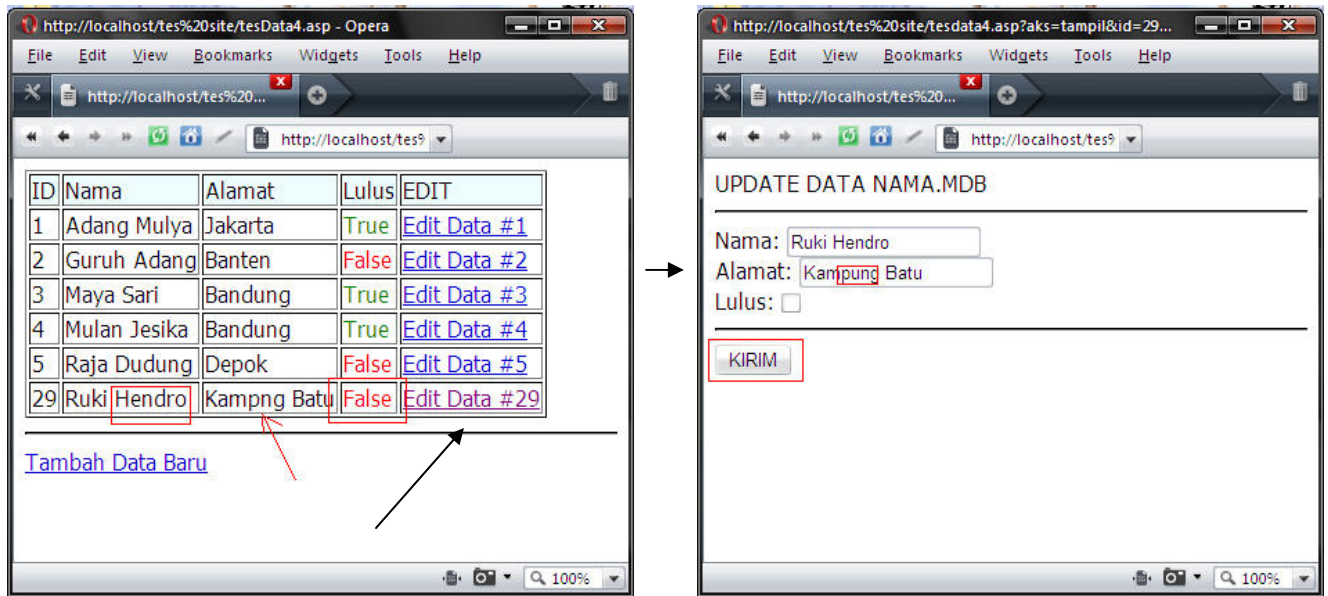 http://localhost/tes%20site/tesData4.asp - Opera
File Edit View Bookmarks Widgets Tools Help
http://localhost/tes%20...
http://localhost/tes
ID Nama Alamat Lulus EDIT
1 Adang Mulya Jakarta True Edit Data #1
2 Guruh Adang Banten False Edit Data #2
3 Maya Sari Bandung True Edit Data #3
4 Mulan Jesika Bandung True Edit Data #4
5 Raja Dudung Depok False Edit Data #5
29 Ruki Hendro Kampng Batu False Edit Data #29
Tambah Data Baru
100%
http://localhost/tes%20site/tesdata4.asp?aks=tampil&id=29...
File Edit View Bookmarks Widgets Tools Help
http://localhost/tes%20...
http://localhost/tes
UPDATE DATA NAMA.MDB
Nama: Ruki Hendro
Alamat: Kampung Batu
Lulus:
KIRIM
100%